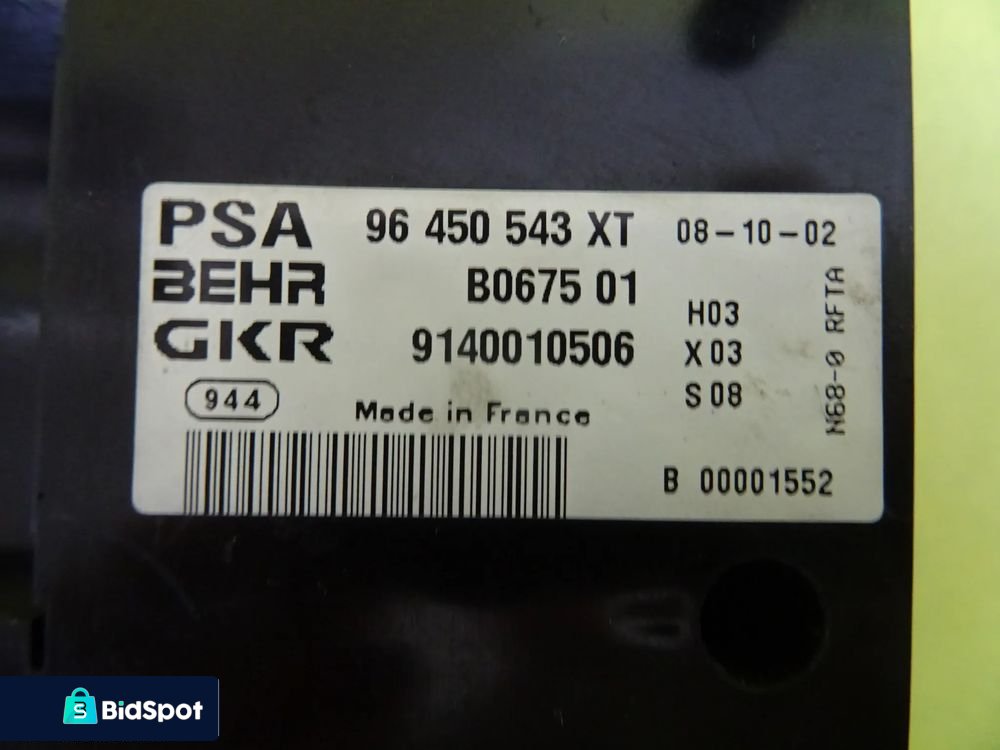 PSA 96 450 543 XT 08-10-02
BEHR B0675 01
GKR 9140010506
H03
X03
S08
N68-0 RFTA
944
Made in France
B 00001552
BidSpot